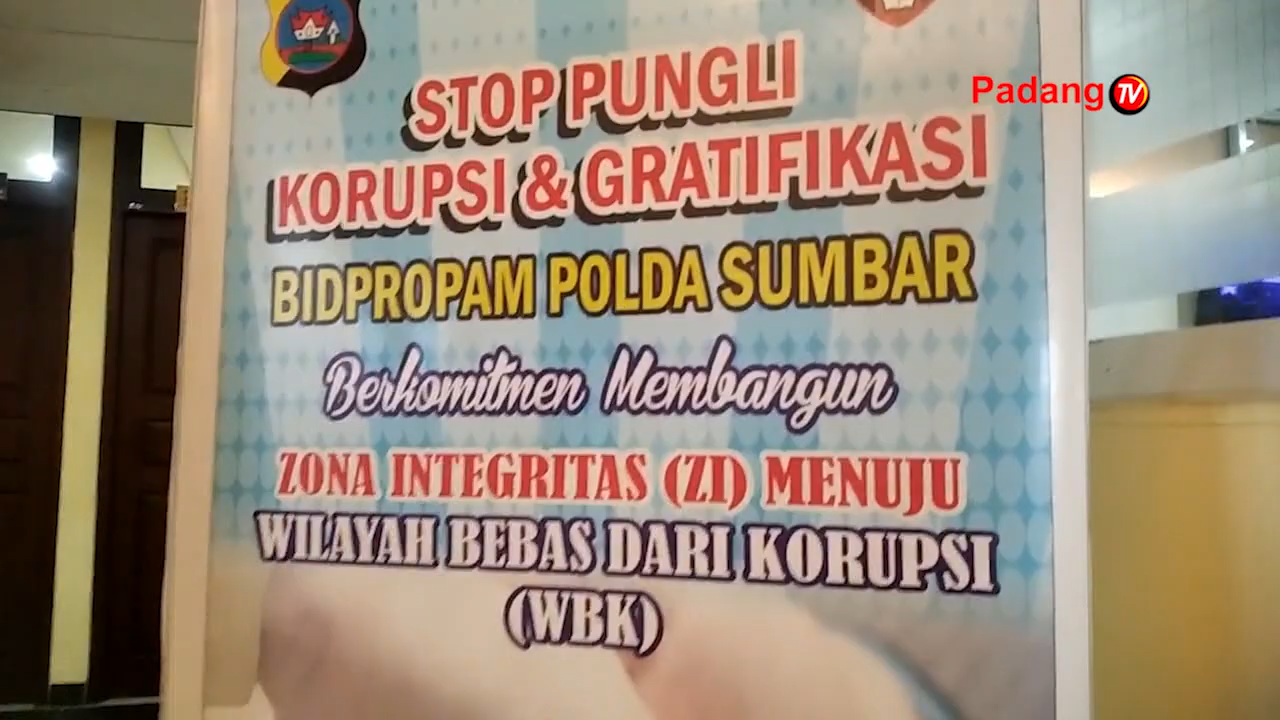 STOP PUNGLI
KORUPSI & GRATIFIKASI
BIDPROPAM POLDA SUMBAR
Berkomitmen Membangun
ZONA INTEGRITAS (ZI) MENUJU
WILAYAH BEBAS DARI KORUPSI
(WBK)
Padang TV